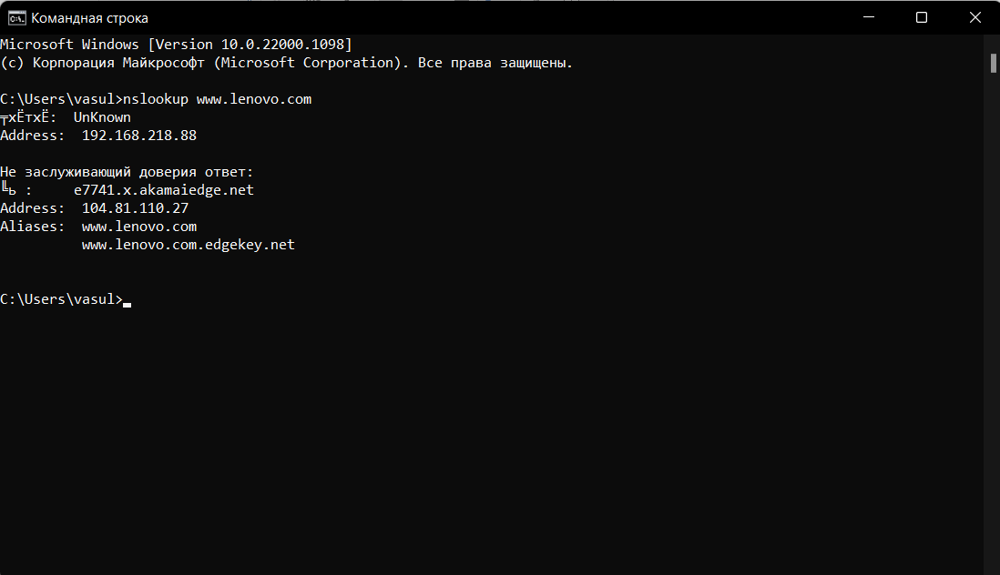 Командная строка
Microsoft Windows [Version 10.0.22000.1098]
(c) Корпорация Майкрософт (Microsoft Corporation). Все права защищены.
C:\Users\vasul>nslookup www.lenovo.com
╤хЁтхЁ:  UnKnown
Address:  192.168.218.88
Не заслуживающий доверия ответ:
╚ь :     e7741.x.akamaiedge.net
Address:  104.81.110.27
Aliases:  www.lenovo.com
          www.lenovo.com.edgekey.net
C:\Users\vasul>